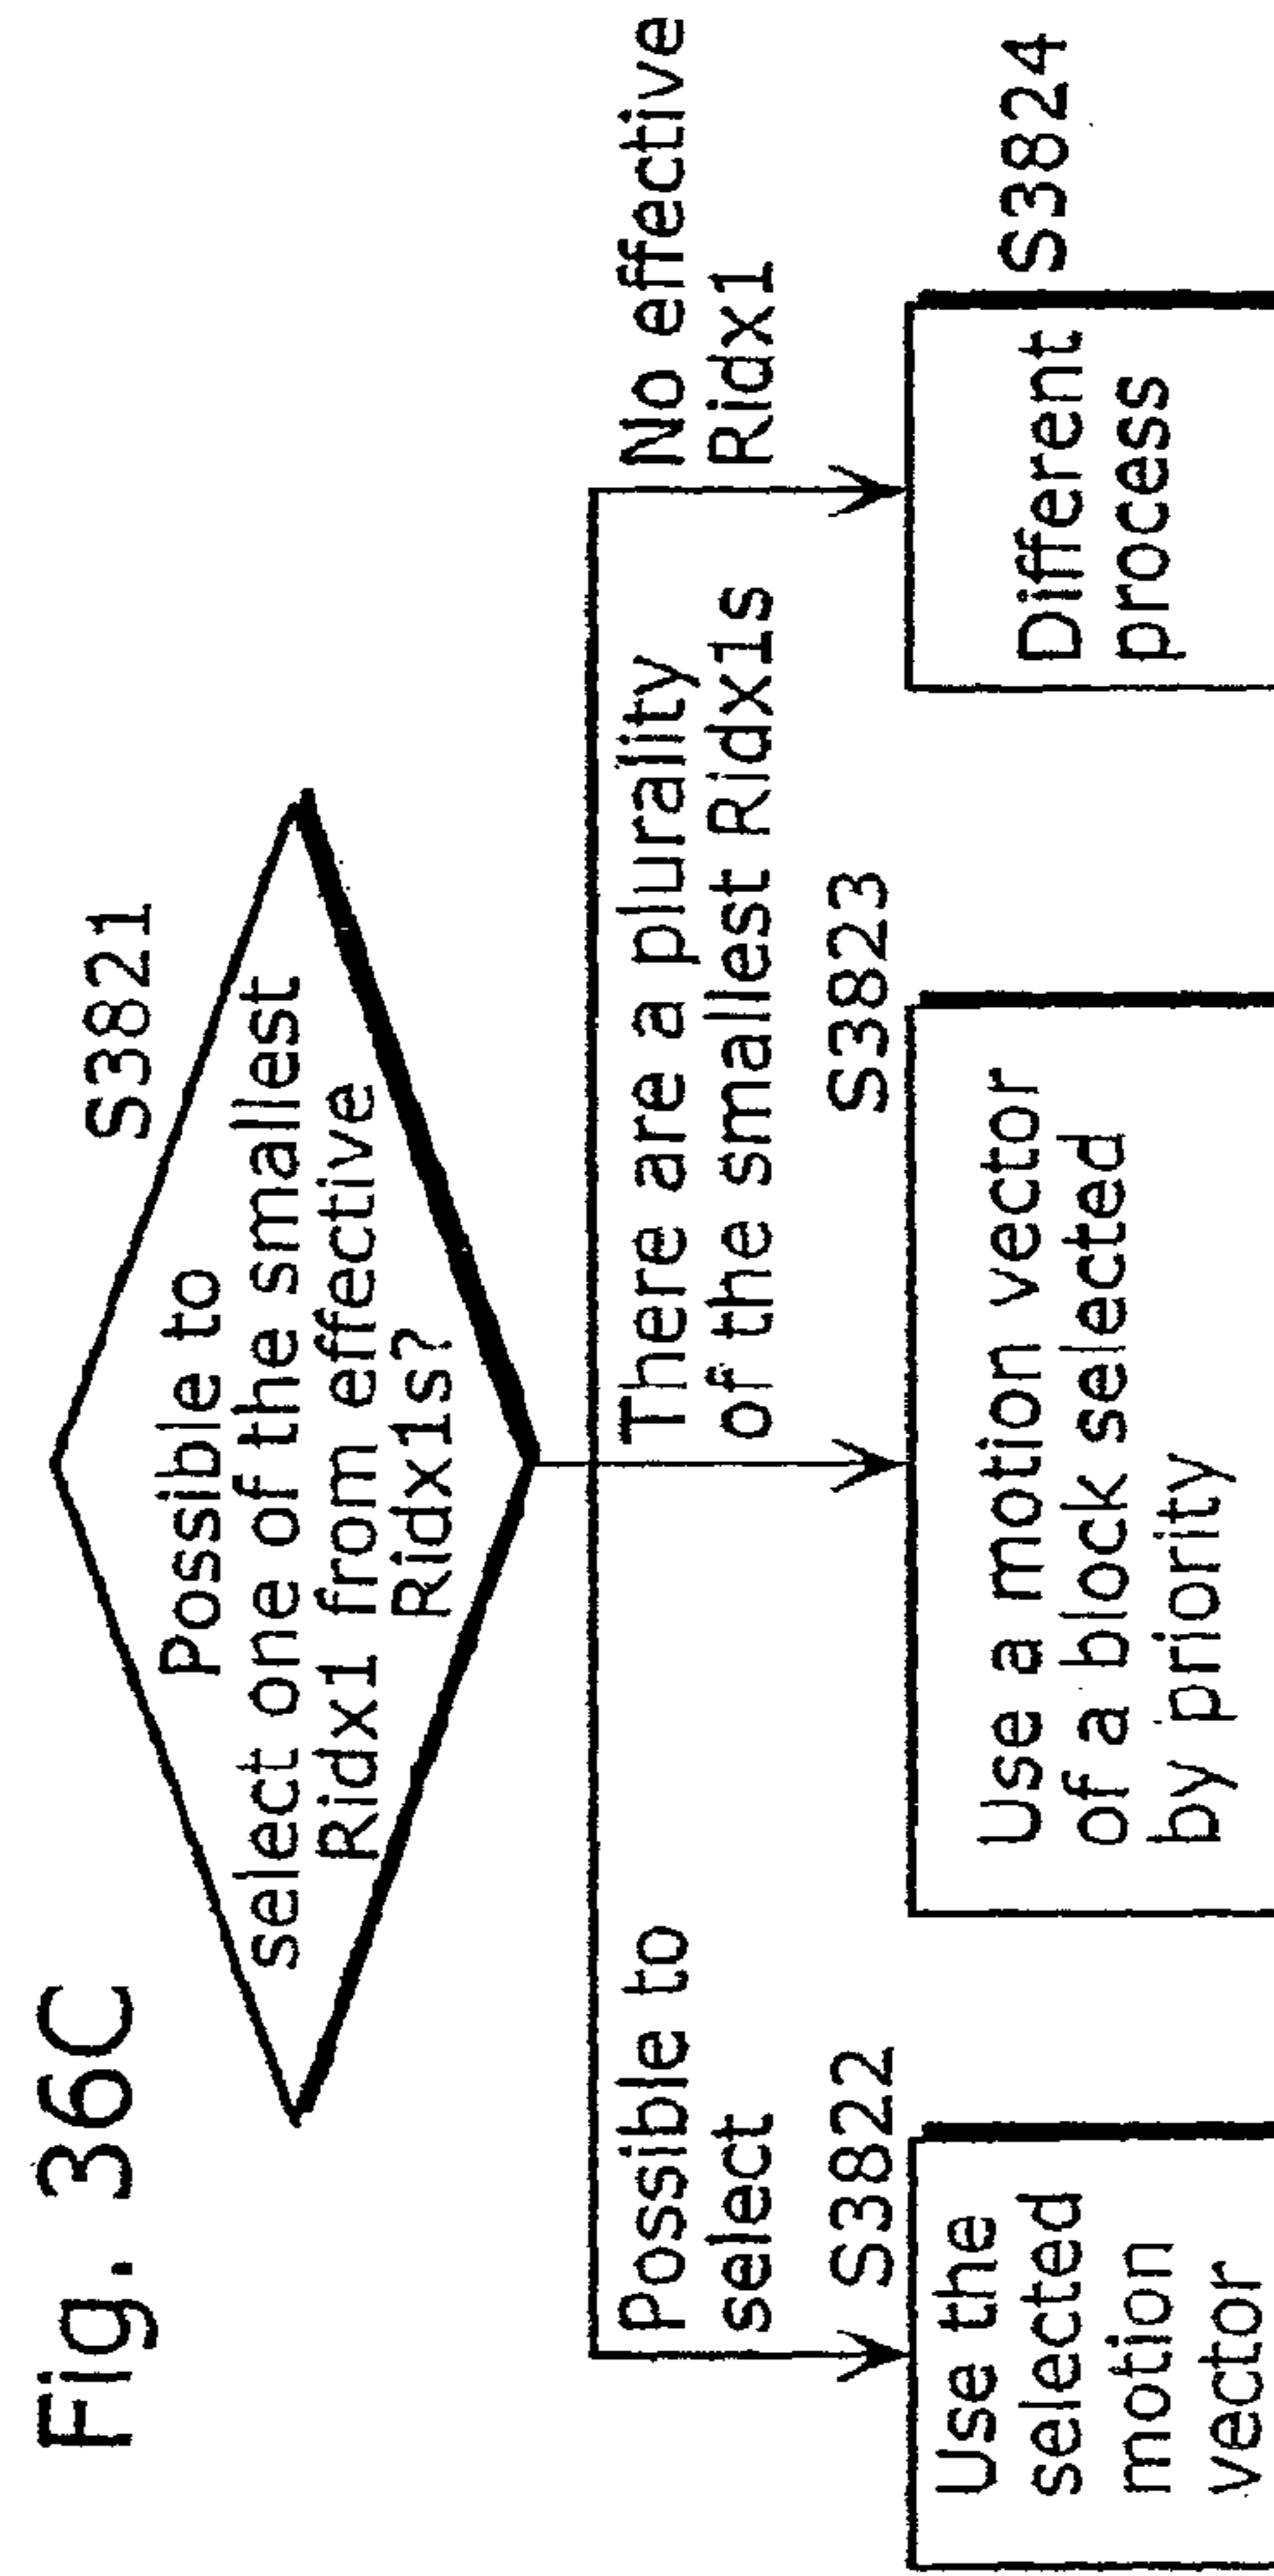 Fig. 36C
S3821
Possible to
select one of the smallest
Ridx1 from effective
Ridx1s?
Possible to
select
There are a plurality
of the smallest Ridx1s
No effective
Ridx1
S3822
Use the
selected
motion
vector
S3823
Use a motion vector
of a block selected
by priority
S3824
Different
process